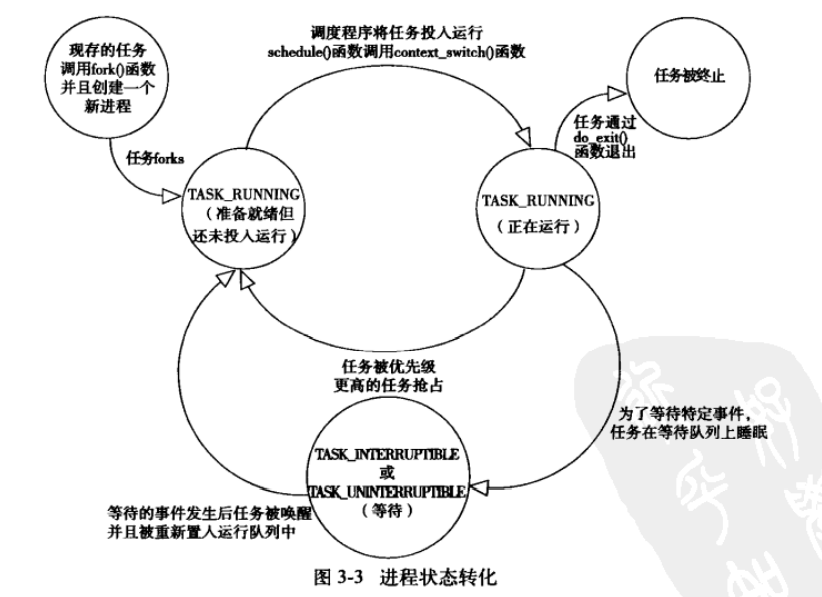 现存的任务
调用fork()函数
并且创建一个
新进程
调度程序将任务投入运行
schedule()函数调用context_switch()函数
任务被终止
任务forks
任务通过
do_exit()
函数退出
TASK_RUNNING
（准备就绪但
还未投入运行）
TASK_RUNNING
（正在运行）
任务被优先级
更高的任务抢占
为了等待特定事件，
任务在等待队列上睡眠
TASK_INTERRUPTIBLE
或
TASK_UNINTERRUPTIBLE
（等待）
等待的事件发生后任务被唤醒
并且被重新置入运行队列中
图 3-3 进程状态转化